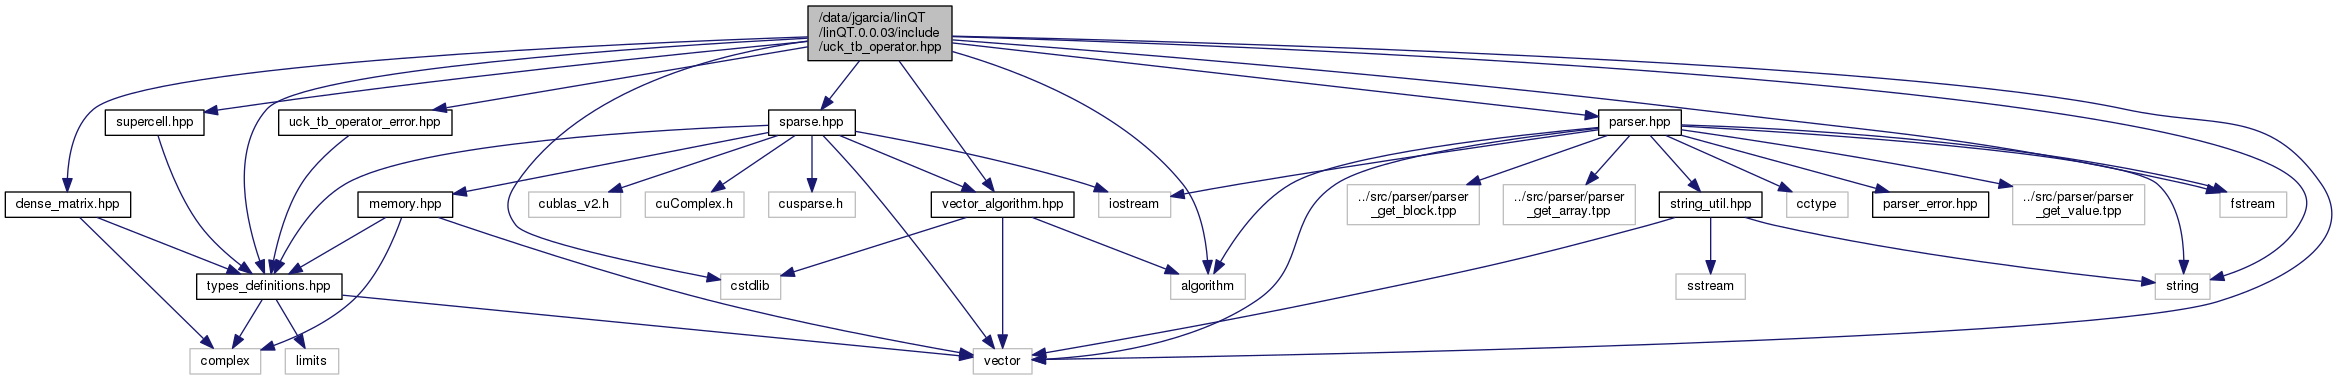 /data/jgarcia/linQT
/linQT.0.0.03/include
/uck_tb_operator.hpp
supercell.hpp
uck_tb_operator_error.hpp
sparse.hpp
parser.hpp
dense_matrix.hpp
memory.hpp
cublas_v2.h
cuComplex.h
cusparse.h
vector_algorithm.hpp
iostream
../src/parser/parser
_get_block.tpp
../src/parser/parser
_get_array.tpp
string_util.hpp
cctype
parser_error.hpp
../src/parser/parser
_get_value.tpp
fstream
types_definitions.hpp
cstdlib
algorithm
sstream
string
complex
limits
vector